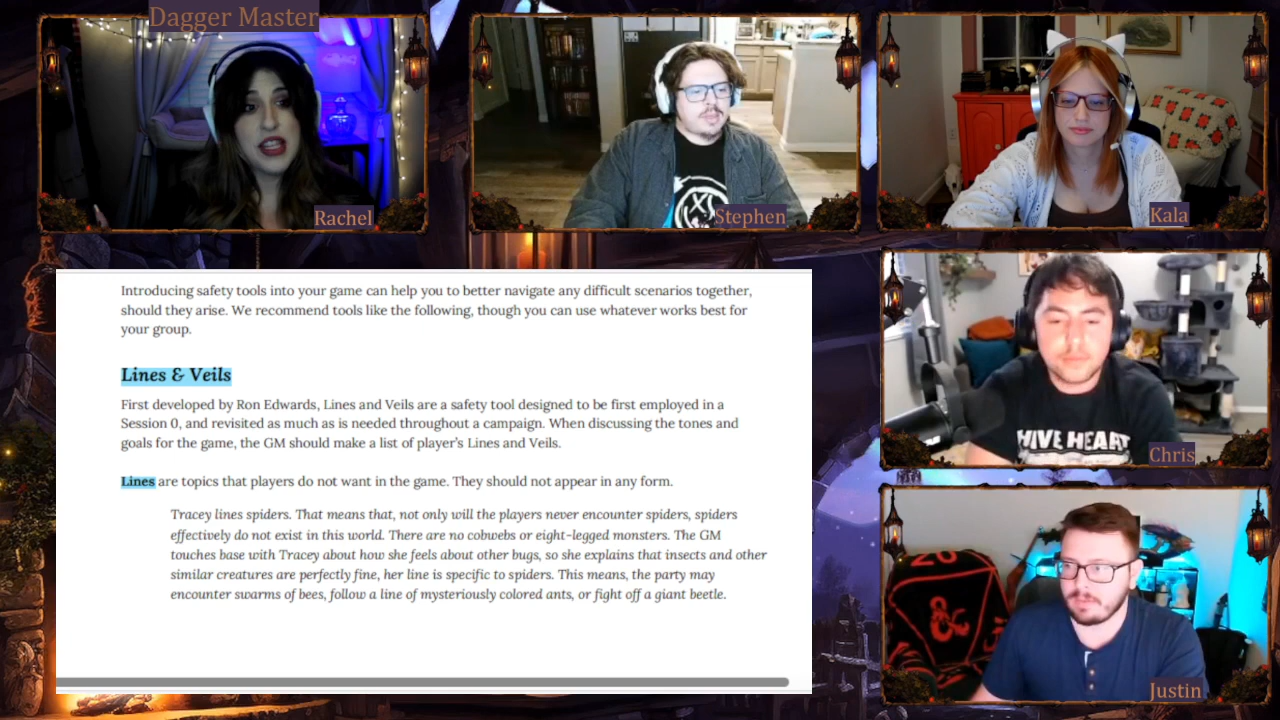 Dagger Master
Rachel
Stephen
Kala
Introducing safety tools into your game can help you to better navigate any difficult scenarios together,
should they arise. We recommend tools like the following, though you can use whatever works best for
your group.
Lines & Veils
First developed by Ron Edwards, Lines and Veils are a safety tool designed to be first employed in a
Session 0, and revisited as much as is needed throughout a campaign. When discussing the tones and
goals for the game, the GM should make a list of player's Lines and Veils.
Lines are topics that players do not want in the game. They should not appear in any form.
Tracey lines spiders. That means that, not only will the players never encounter spiders, spiders
effectively do not exist in this world. There are no cobwebs or eight-legged monsters. The GM
touches base with Tracey about how she feels about other bugs, so she explains that insects and other
similar creatures are perfectly fine, her line is specific to spiders. This means, the party may
encounter swarms of bees, follow a line of mysteriously colored ants, or fight off a giant beetle.
HIVE HEART
Chris
20
&
Justin